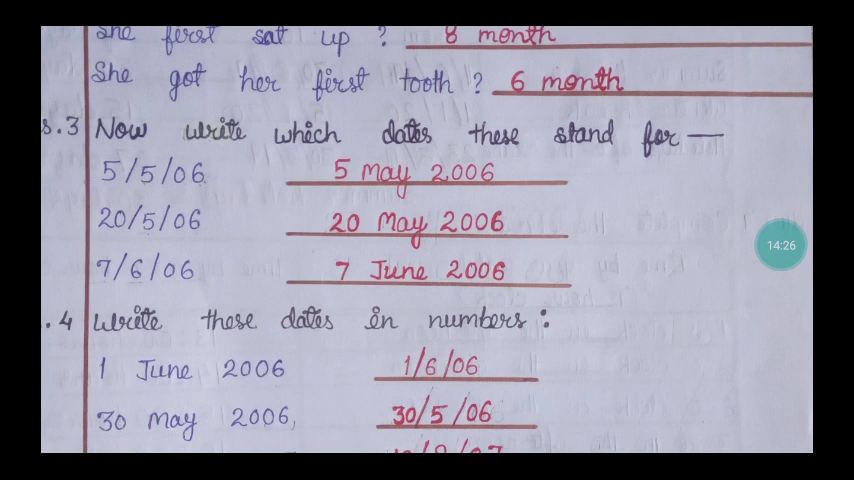 She first sat up ? 8 month
She got her first tooth ? 6 month
s.3 Now write which dates these stand for —
5/5/06 5 May 2006
20/5/06 20 May 2006
7/6/06 7 June 2006
.4 Write these dates in numbers :
1 June 2006 1/6/06
30 May 2006, 30/5/06
14:26